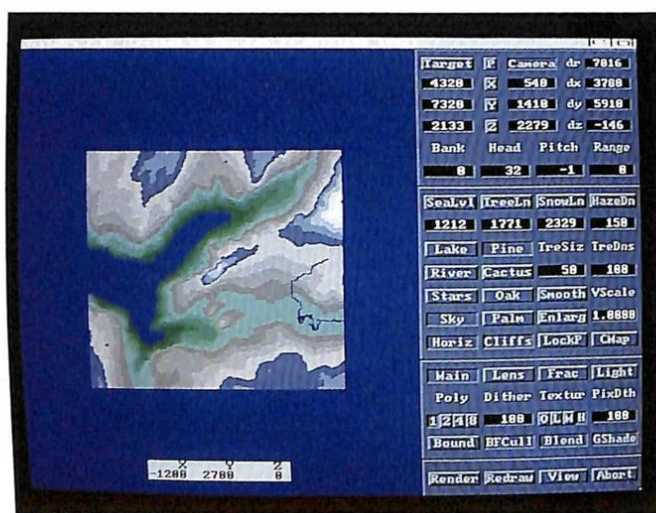 Target P Camera dr 7016
4320 X 540 dx 3780
7320 Y 1410 dy 5910
2133 Z 2279 dz -146
Bank Head Pitch Range
0 32 -1 0
SeaLvl TreeLn SnowLn HazeDn
1212 1771 2329 150
Lake Pine TreSiz TreDns
River Cactus 50 100
Stars Oak Smooth VScale
Sky Palm Enlarg 1.0000
Horiz Cliffs LockP CMap
Main Lens Frac Light
Poly Dither Textur PixDth
1 2 4 8 100 O L M H 100
Bound BFCull Blend GShade
Render Redraw View Abort
X Y Z
-1200 2700 0